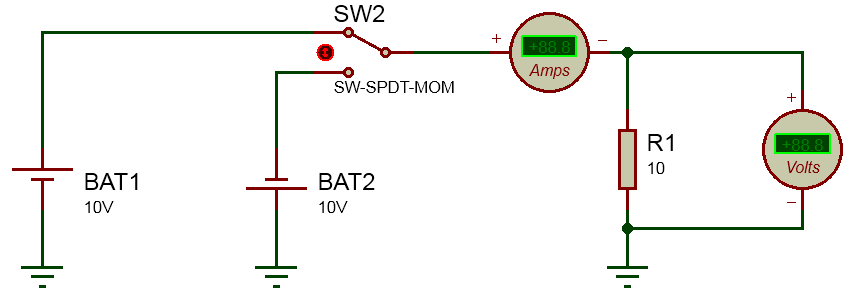 SW2
SW-SPDT-MOM
+
−
+88.8
Amps
BAT1
10V
BAT2
10V
R1
10
+
+88.8
Volts
−